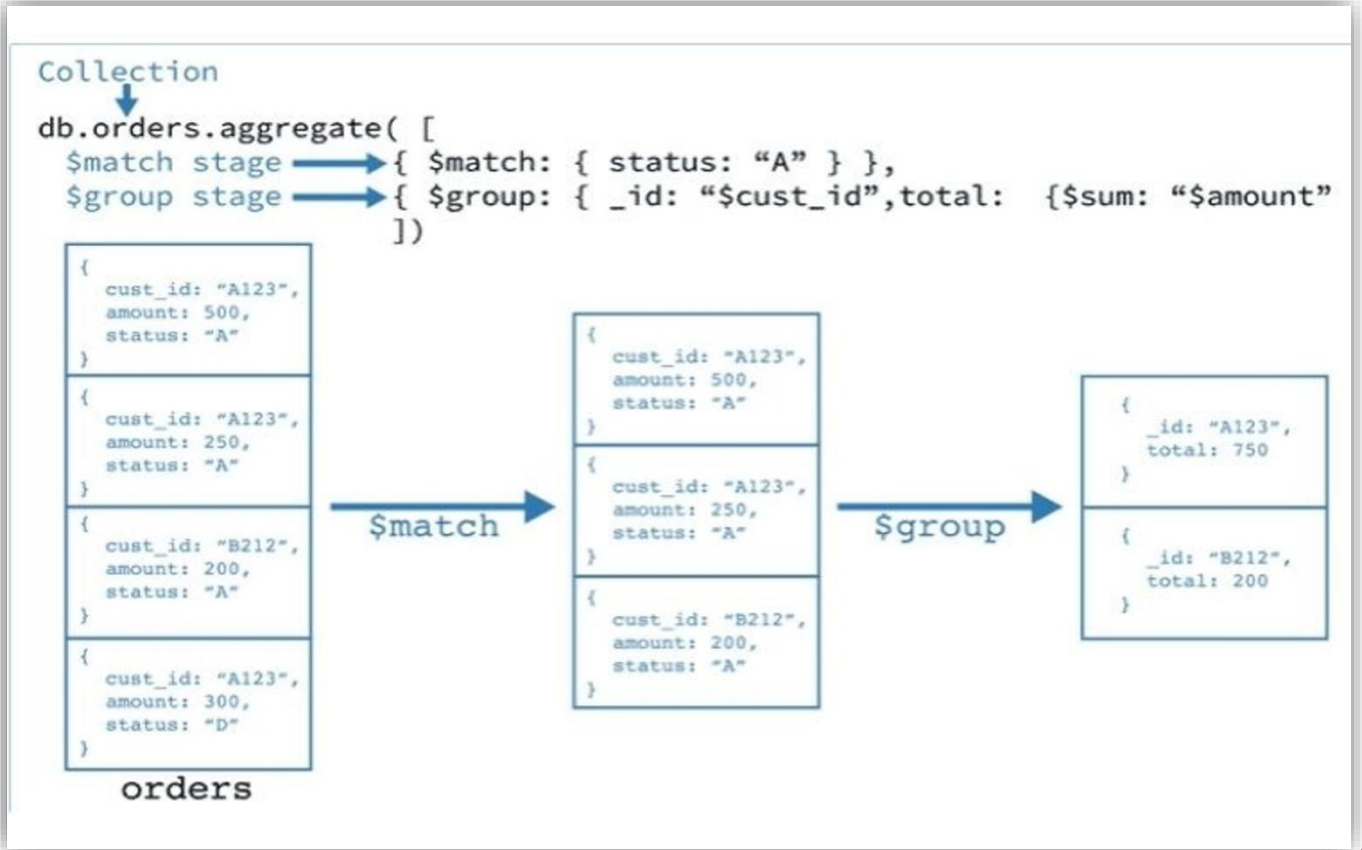 Collection
db.orders.aggregate( [
$match stage { $match: { status: “A” } },
$group stage { $group: { _id: “$cust_id”,total: {$sum: “$amount”
])
{
cust_id: “A123”,
amount: 500,
status: “A”
}
{
cust_id: “A123”,
amount: 250,
status: “A”
}
{
cust_id: “B212”,
amount: 200,
status: “A”
}
{
cust_id: “A123”,
amount: 300,
status: “D”
}
orders
$match
{
cust_id: “A123”,
amount: 500,
status: “A”
}
{
cust_id: “A123”,
amount: 250,
status: “A”
}
{
cust_id: “B212”,
amount: 200,
status: “A”
}
$group
{
_id: “A123”,
total: 750
}
{
_id: “B212”,
total: 200
}